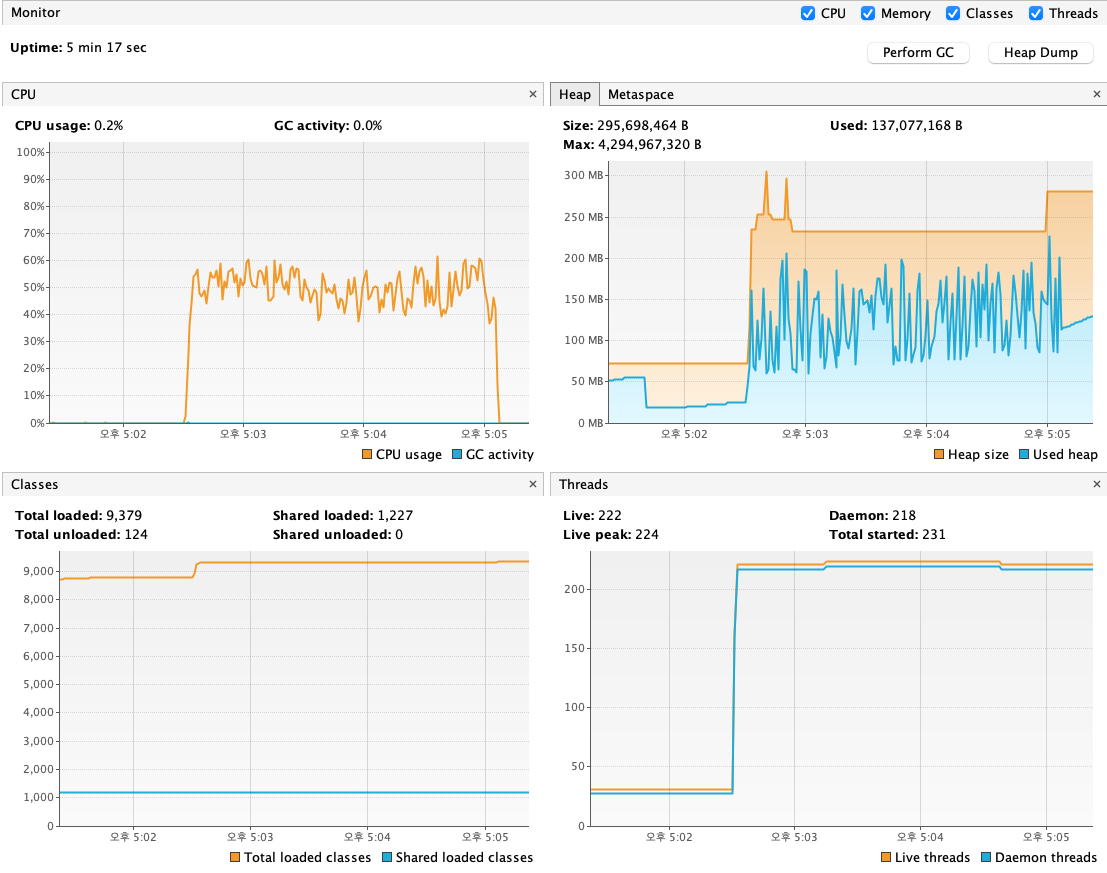 Monitor
CPU Memory Classes Threads
Uptime: 5 min 17 sec
Perform GC Heap Dump
CPU ×
CPU usage: 0.2% GC activity: 0.0%
100%
90%
80%
70%
60%
50%
40%
30%
20%
10%
0%
오후 5:02 오후 5:03 오후 5:04 오후 5:05
CPU usage GC activity
Heap Metaspace ×
Size: 295,698,464 B Used: 137,077,168 B
Max: 4,294,967,320 B
300 MB
250 MB
200 MB
150 MB
100 MB
50 MB
0 MB
오후 5:02 오후 5:03 오후 5:04 오후 5:05
Heap size Used heap
Classes ×
Total loaded: 9,379 Shared loaded: 1,227
Total unloaded: 124 Shared unloaded: 0
9,000
8,000
7,000
6,000
5,000
4,000
3,000
2,000
1,000
0
오후 5:02 오후 5:03 오후 5:04 오후 5:05
Total loaded classes Shared loaded classes
Threads ×
Live: 222 Daemon: 218
Live peak: 224 Total started: 231
200
150
100
50
0
오후 5:02 오후 5:03 오후 5:04 오후 5:05
Live threads Daemon threads